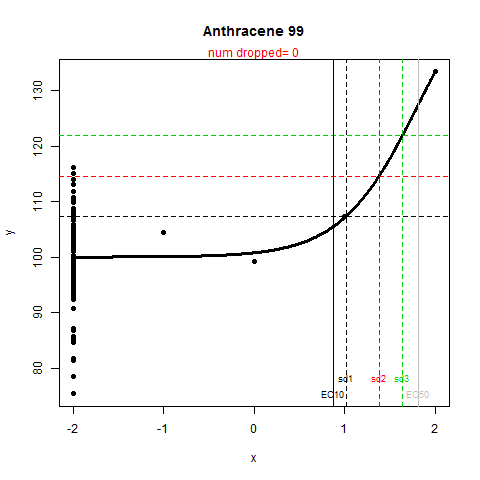 Anthracene 99
num dropped= 0
130
120
110
100
90
80
y
sd1 sd2 sd3
EC10 EC50
-2 -1 0 1 2
x